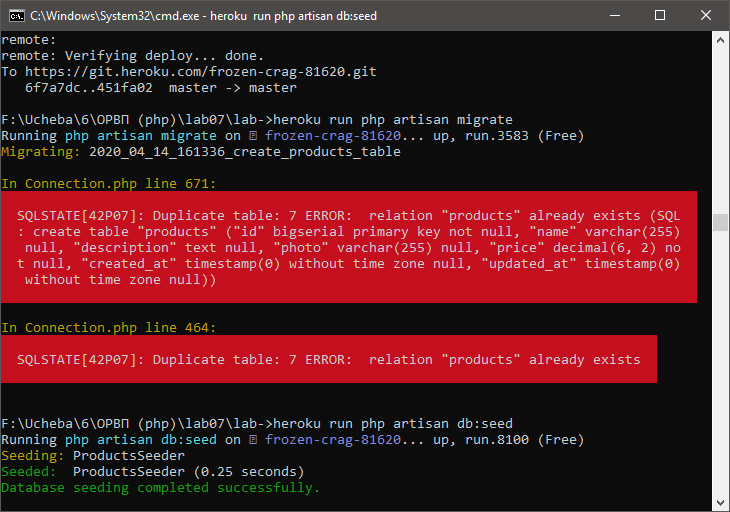 C:\Windows\System32\cmd.exe - heroku  run php artisan db:seed
remote:
remote: Verifying deploy... done.
To https://git.heroku.com/frozen-crag-81620.git
   6f7a7dc..451fa02  master -> master
F:\Ucheba\6\ОРВП (php)\lab07\lab->heroku run php artisan migrate
Running php artisan migrate on ⍰ frozen-crag-81620... up, run.3583 (Free)
Migrating: 2020_04_14_161336_create_products_table
In Connection.php line 671:
SQLSTATE[42P07]: Duplicate table: 7 ERROR:  relation "products" already exists (SQL
: create table "products" ("id" bigserial primary key not null, "name" varchar(255)
 null, "description" text null, "photo" varchar(255) null, "price" decimal(6, 2) no
t null, "created_at" timestamp(0) without time zone null, "updated_at" timestamp(0)
 without time zone null))
In Connection.php line 464:
SQLSTATE[42P07]: Duplicate table: 7 ERROR:  relation "products" already exists
F:\Ucheba\6\ОРВП (php)\lab07\lab->heroku run php artisan db:seed
Running php artisan db:seed on ⍰ frozen-crag-81620... up, run.8100 (Free)
Seeding: ProductsSeeder
Seeded:  ProductsSeeder (0.25 seconds)
Database seeding completed successfully.